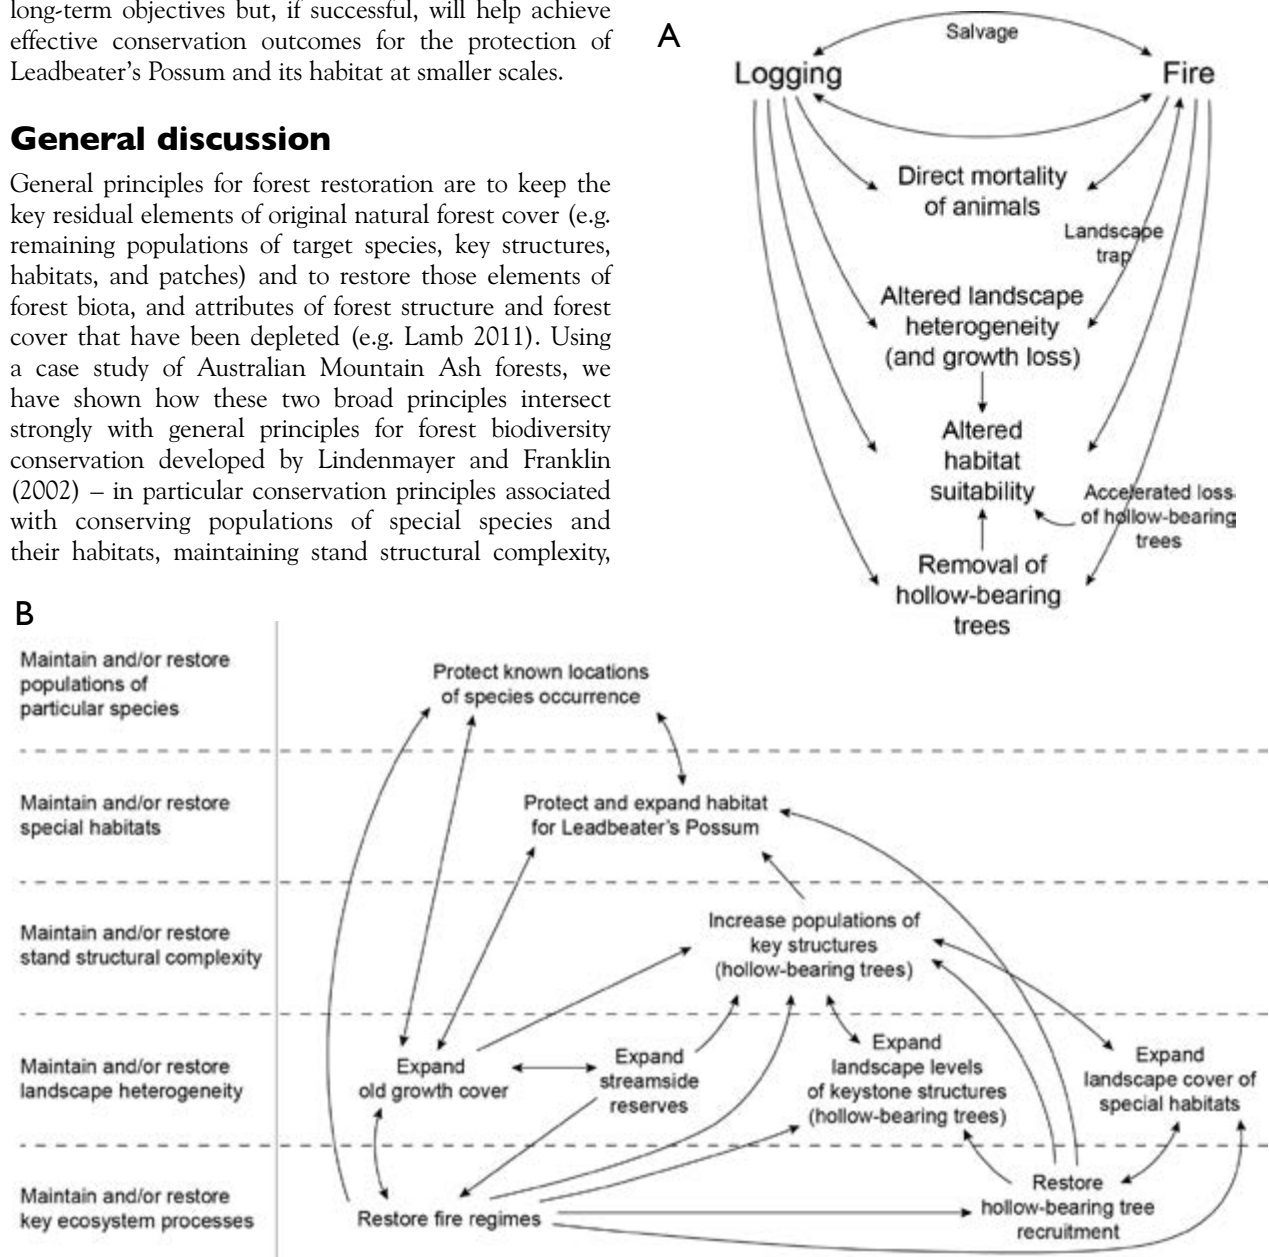 long-term objectives but, if successful, will help achieve
effective conservation outcomes for the protection of
Leadbeater's Possum and its habitat at smaller scales.
General discussion
General principles for forest restoration are to keep the
key residual elements of original natural forest cover (e.g.
remaining populations of target species, key structures,
habitats, and patches) and to restore those elements of
forest biota, and attributes of forest structure and forest
cover that have been depleted (e.g. Lamb 2011). Using
a case study of Australian Mountain Ash forests, we
have shown how these two broad principles intersect
strongly with general principles for forest biodiversity
conservation developed by Lindenmayer and Franklin
(2002) – in particular conservation principles associated
with conserving populations of special species and
their habitats, maintaining stand structural complexity,
A
Salvage
Logging
Fire
Direct mortality
of animals
Landscape
trap
Altered landscape
heterogeneity
(and growth loss)
Altered
habitat
suitability
Accelerated loss
of hollow-bearing
trees
Removal of
hollow-bearing
trees
B
Maintain and/or restore
populations of
particular species
Protect known locations
of species occurrence
Maintain and/or restore
special habitats
Protect and expand habitat
for Leadbeater's Possum
Maintain and/or restore
stand structural complexity
Increase populations of
key structures
(hollow-bearing trees)
Maintain and/or restore
landscape heterogeneity
Expand
old growth cover
Expand
streamside
reserves
Expand
landscape levels
of keystone structures
(hollow-bearing trees)
Expand
landscape cover of
special habitats
Maintain and/or restore
key ecosystem processes
Restore fire regimes
Restore
hollow-bearing tree
recruitment